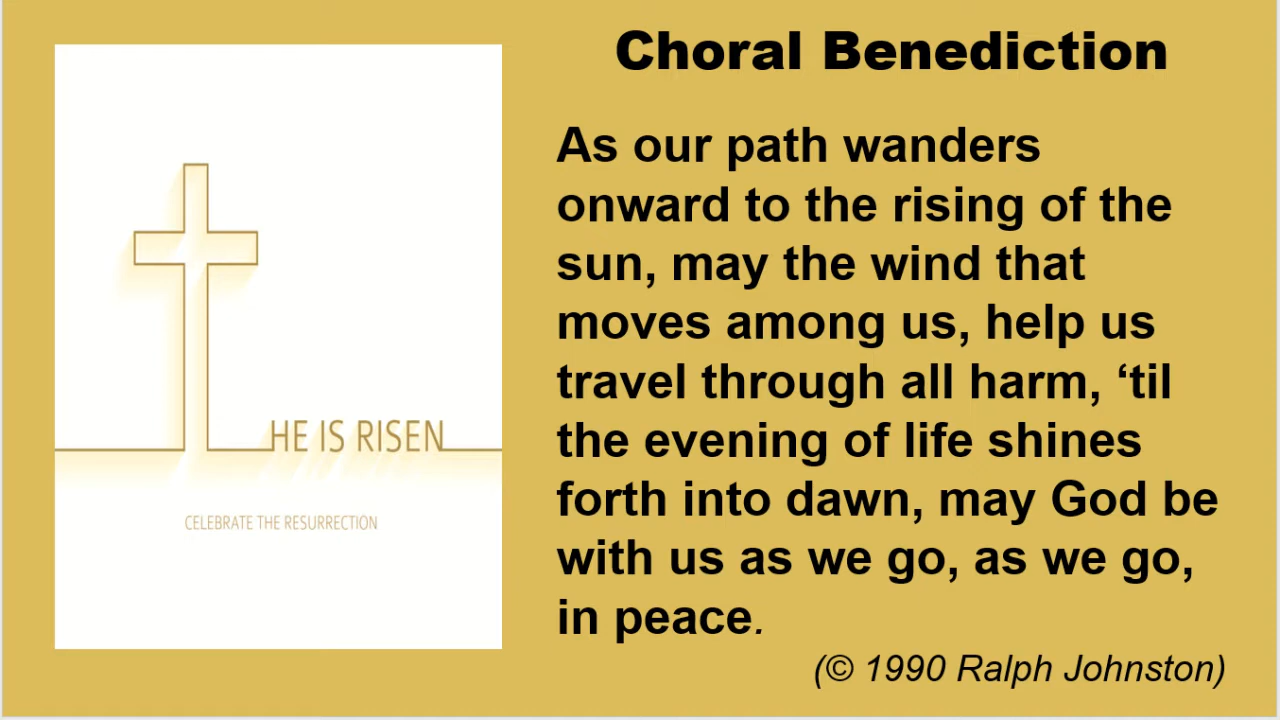 Choral Benediction
HE IS RISEN
CELEBRATE THE RESURRECTION
As our path wanders
onward to the rising of the
sun, may the wind that
moves among us, help us
travel through all harm, ‘til
the evening of life shines
forth into dawn, may God be
with us as we go, as we go,
in peace.
(© 1990 Ralph Johnston)